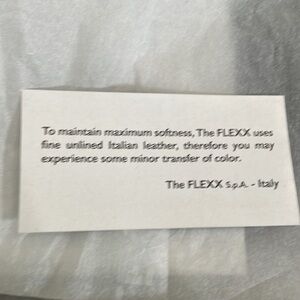 To maintain maximum softness, The FLEXX uses
fine unlined Italian leather, therefore you may
experience some minor transfer of color.
The FLEXX S.p.A. - Italy